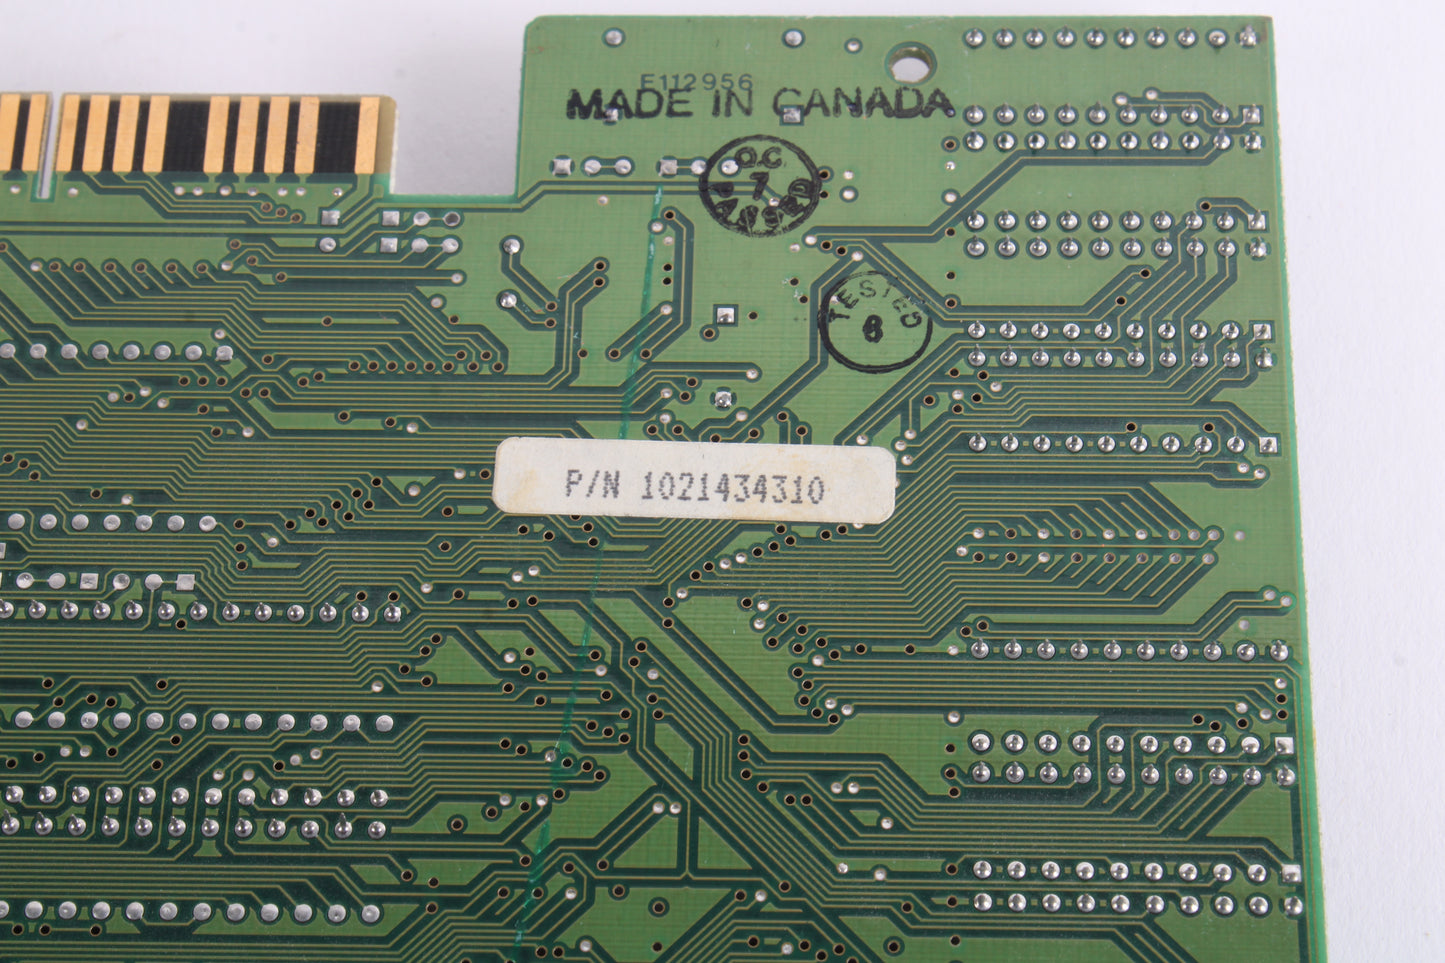 E112956
MADE IN CANADA
Q.C.
7
PASSED
TESTED
8
P/N 1021434310